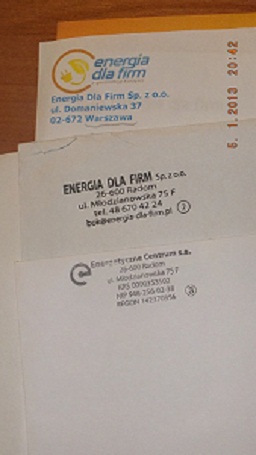 energia
dla firm
Energia Dla Firm Sp. z o.o.
ul. Domaniewska 37
02-672 Warszawa
6. 1.2013 20:42
ENERGIA DLA FIRM Sp. z o.o.
26-600 Radom
ul. Młodzianowska 75 F
tel. 48 670 42 24
bok@energia-dla-firm.pl
Energetyczne Centrum s.a.
26-600 Radom
ul. Młodzianowska 75 F